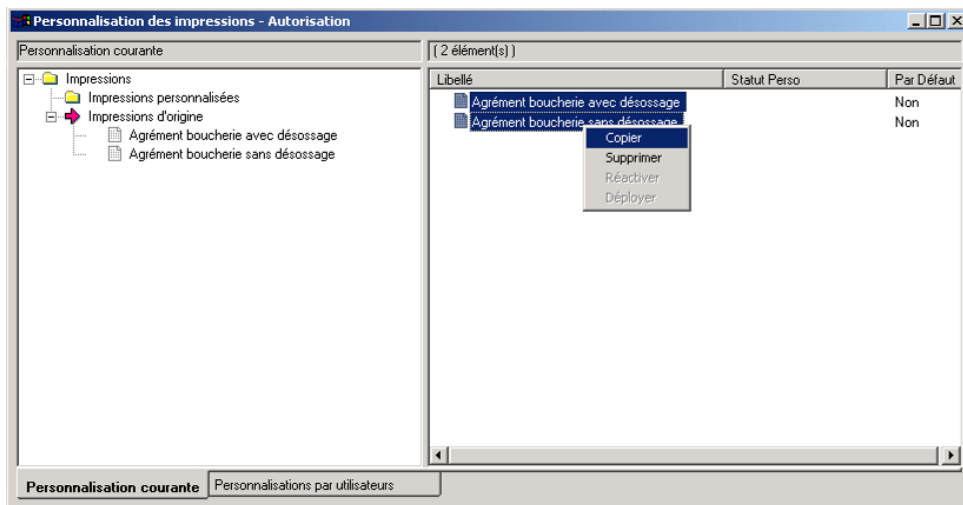 Personnalisation des impressions - Autorisation
Personnalisation courante
( 2 élément(s) )
Impressions
Impressions personnalisées
Impressions d'origine
Agrément boucherie avec désossage
Agrément boucherie sans désossage
Libellé Statut Perso Par Défaut
Agrément boucherie avec désossage Non
Agrément boucherie sans désossage Non
Copier
Supprimer
Réactiver
Déployer
Personnalisation courante Personnalisations par utilisateurs